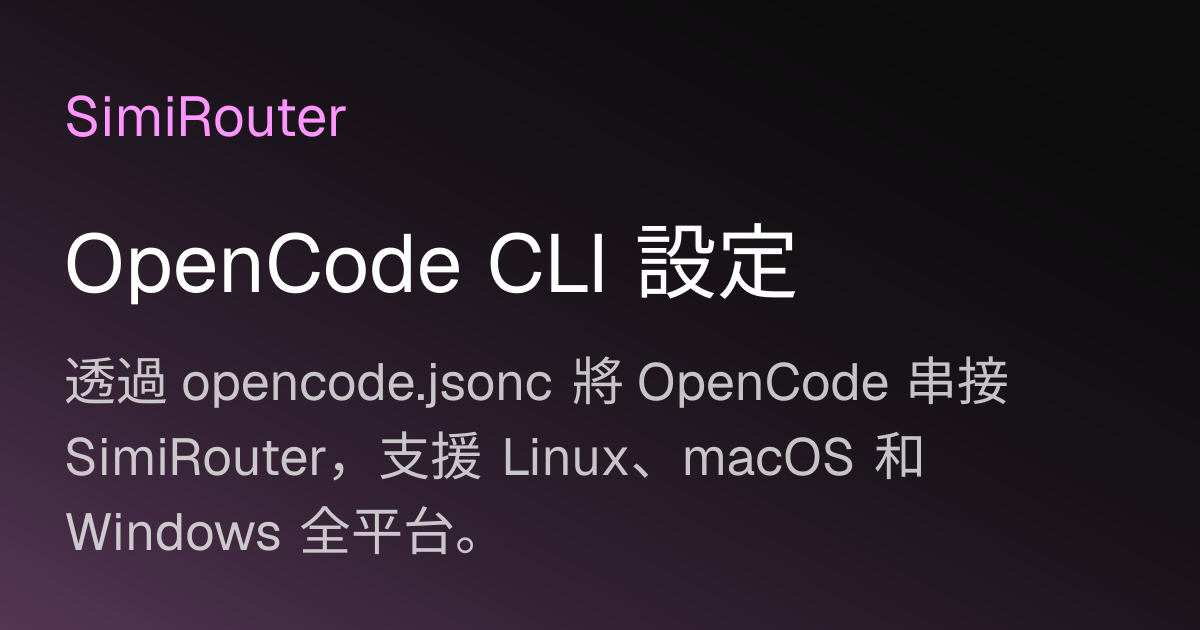 SimiRouter
OpenCode CLI 設定
透過 opencode.jsonc 將 OpenCode 串接
SimiRouter，支援 Linux、macOS 和
Windows 全平台。